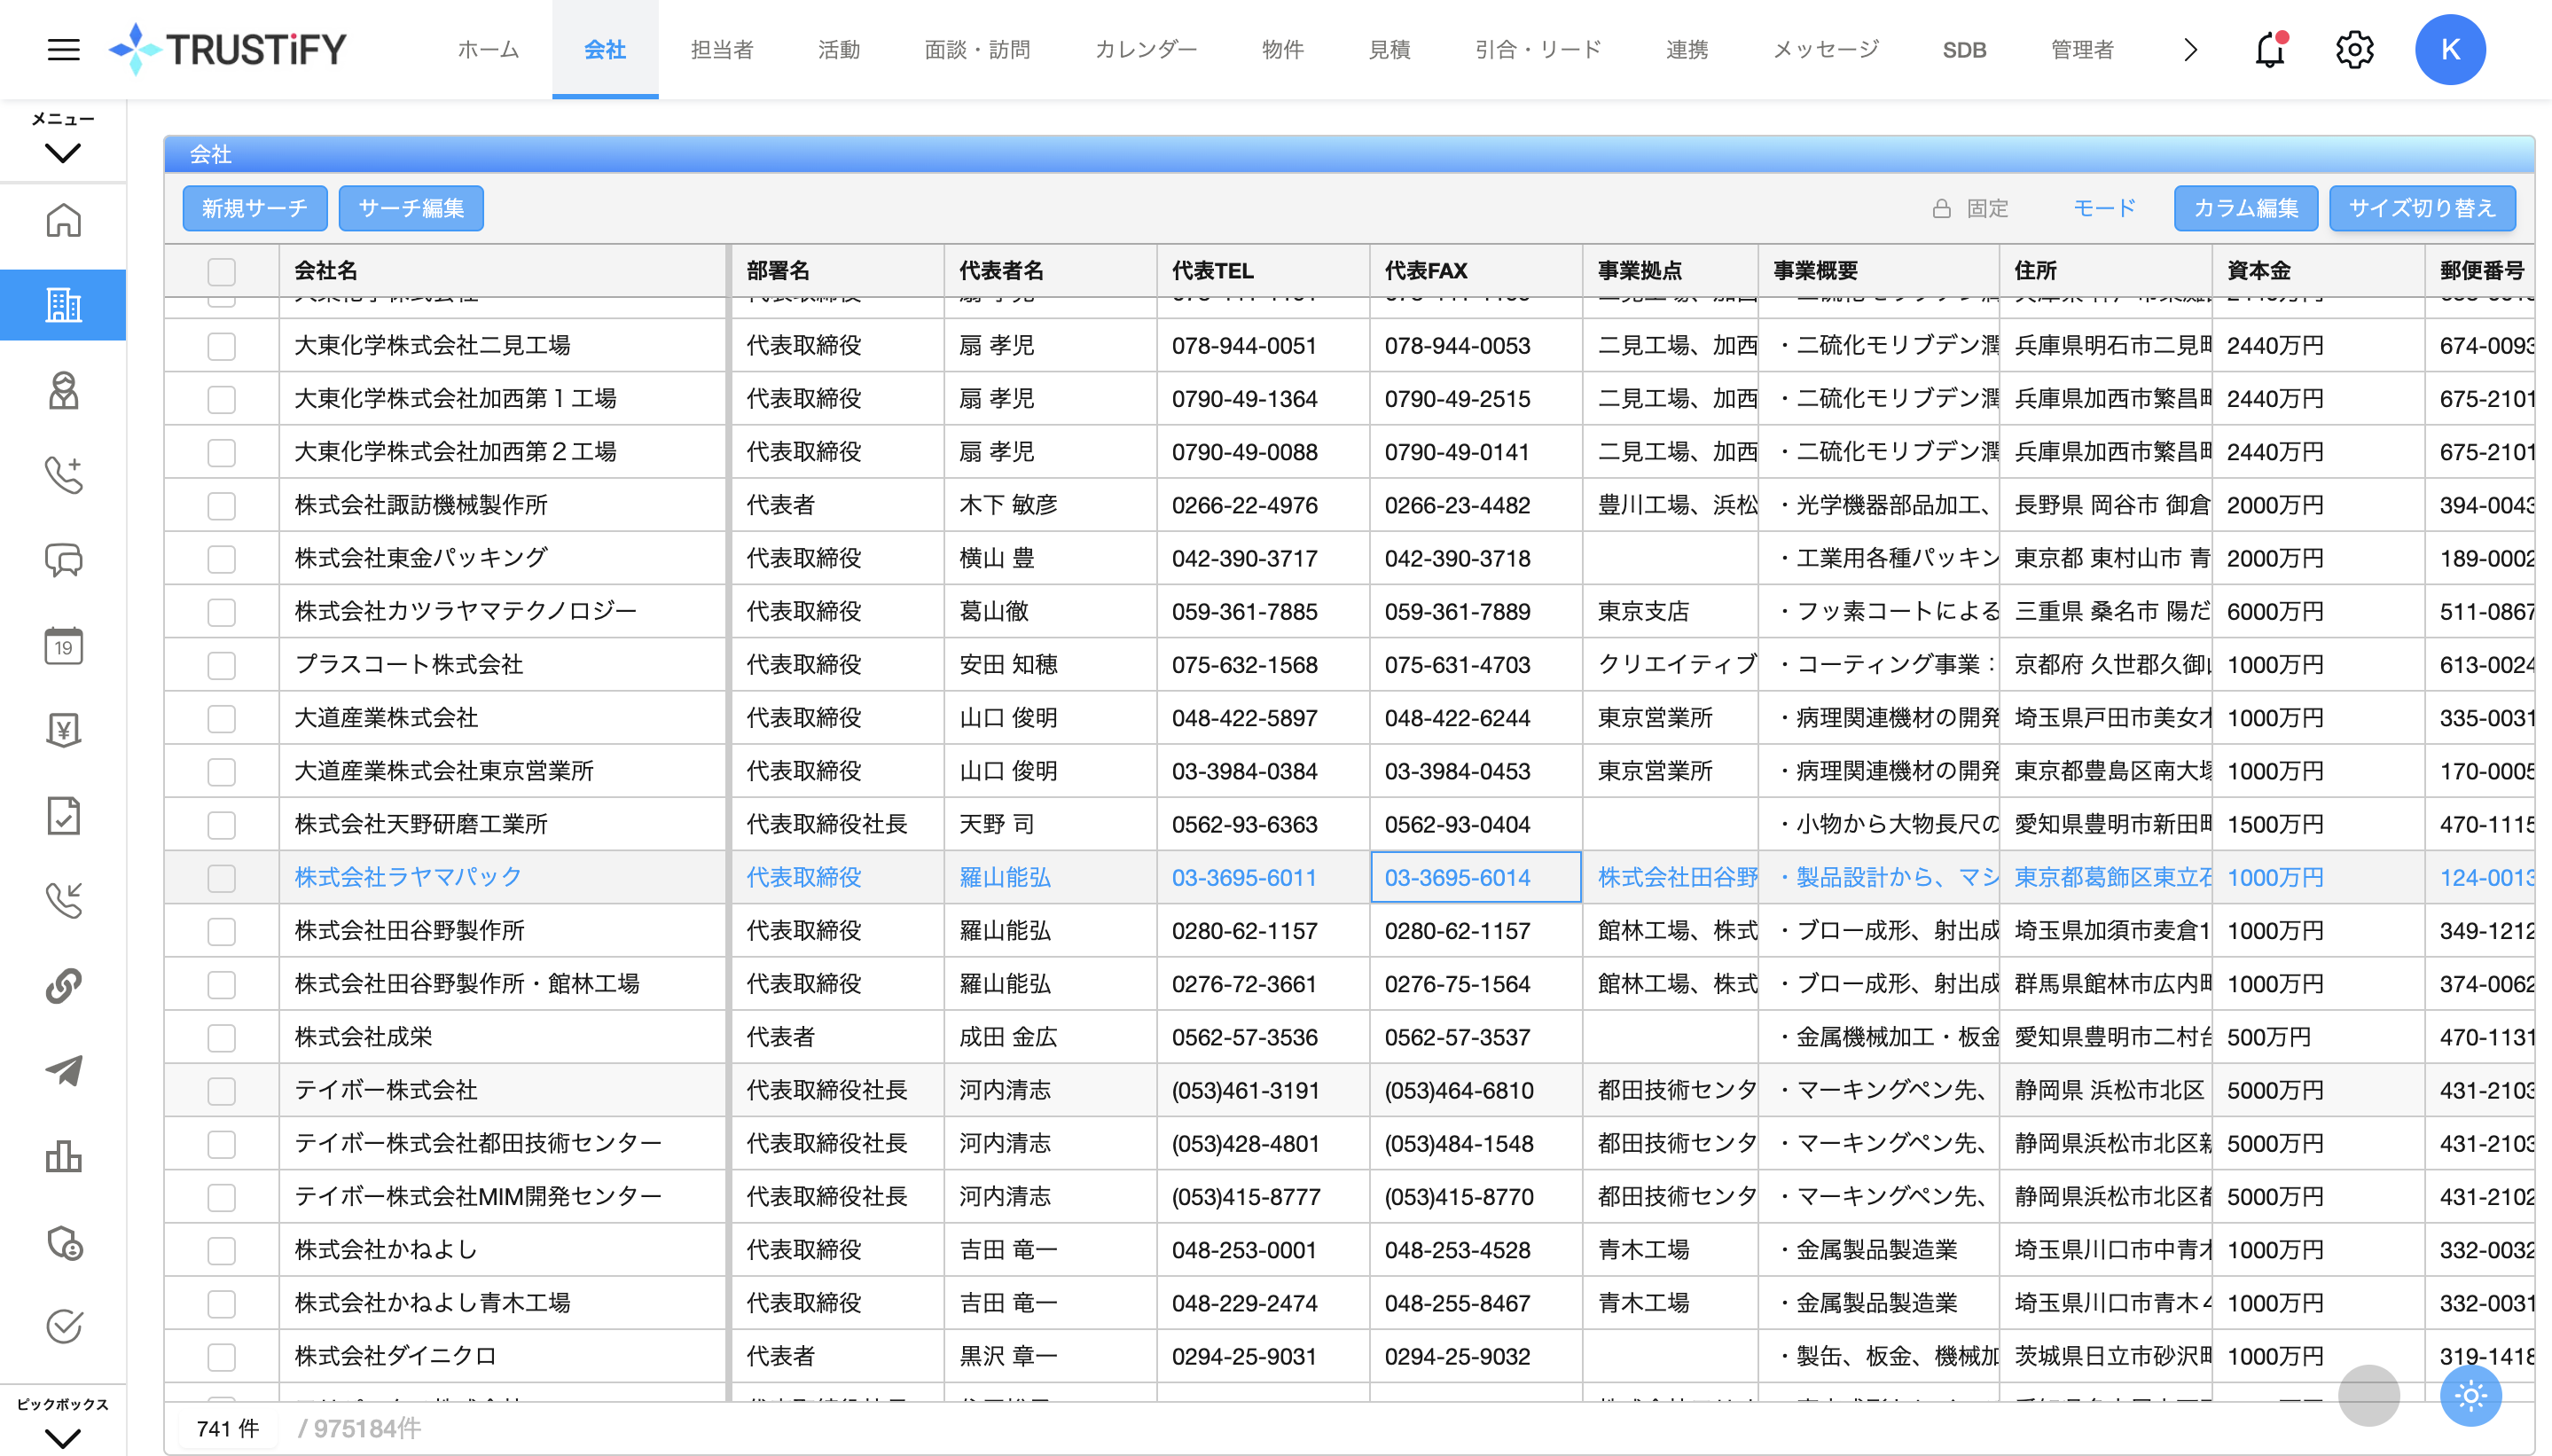 TRUSTiFY ホーム 会社 担当者 活動 面談・訪問 カレンダー 物件 見積 引合・リード 連携 メッセージ SDB 管理者 K
メニュー
会社
新規サーチ サーチ編集 固定 モード カラム編集 サイズ切り替え
会社名 部署名 代表者名 代表TEL 代表FAX 事業拠点 事業概要 住所 資本金 郵便番号
大東化学株式会社二見工場 代表取締役 扇 孝児 078-944-0051 078-944-0053 二見工場、加西 ・二硫化モリブデン潤 兵庫県明石市二見町 2440万円 674-0093
大東化学株式会社加西第１工場 代表取締役 扇 孝児 0790-49-1364 0790-49-2515 二見工場、加西 ・二硫化モリブデン潤 兵庫県加西市繁昌町 2440万円 675-2101
大東化学株式会社加西第２工場 代表取締役 扇 孝児 0790-49-0088 0790-49-0141 二見工場、加西 ・二硫化モリブデン潤 兵庫県加西市繁昌町 2440万円 675-2101
株式会社諏訪機械製作所 代表者 木下 敏彦 0266-22-4976 0266-23-4482 豊川工場、浜松 ・光学機器部品加工、 長野県 岡谷市 御倉 2000万円 394-0043
株式会社東金パッキング 代表取締役 横山 豊 042-390-3717 042-390-3718 ・工業用各種パッキン 東京都 東村山市 青 2000万円 189-0002
株式会社カツラヤマテクノロジー 代表取締役 葛山徹 059-361-7885 059-361-7889 東京支店 ・フッ素コートによる 三重県 桑名市 陽だ 6000万円 511-0867
プラスコート株式会社 代表取締役 安田 知穂 075-632-1568 075-631-4703 クリエイティブ ・コーティング事業： 京都府 久世郡久御山 1000万円 613-0024
大道産業株式会社 代表取締役 山口 俊明 048-422-5897 048-422-6244 東京営業所 ・病理関連機材の開発 埼玉県戸田市美女木 1000万円 335-0031
大道産業株式会社東京営業所 代表取締役 山口 俊明 03-3984-0384 03-3984-0453 東京営業所 ・病理関連機材の開発 東京都豊島区南大塚 1000万円 170-0005
株式会社天野研磨工業所 代表取締役社長 天野 司 0562-93-6363 0562-93-0404 ・小物から大物長尺の 愛知県豊明市新田町 1500万円 470-1115
株式会社ラヤマパック 代表取締役 羅山能弘 03-3695-6011 03-3695-6014 株式会社田谷野 ・製品設計から、マシ 東京都葛飾区東立石 1000万円 124-0013
株式会社田谷野製作所 代表取締役 羅山能弘 0280-62-1157 0280-62-1157 館林工場、株式 ・ブロー成形、射出成 埼玉県加須市麦倉1 1000万円 349-1212
株式会社田谷野製作所・館林工場 代表取締役 羅山能弘 0276-72-3661 0276-75-1564 館林工場、株式 ・ブロー成形、射出成 群馬県館林市広内町 1000万円 374-0062
株式会社成栄 代表者 成田 金広 0562-57-3536 0562-57-3537 ・金属機械加工・板金 愛知県豊明市二村台 500万円 470-1131
テイボー株式会社 代表取締役社長 河内清志 (053)461-3191 (053)464-6810 都田技術センタ ・マーキングペン先、 静岡県 浜松市北区 5000万円 431-2103
テイボー株式会社都田技術センター 代表取締役社長 河内清志 (053)428-4801 (053)484-1548 都田技術センタ ・マーキングペン先、 静岡県浜松市北区新 5000万円 431-2103
テイボー株式会社MIM開発センター 代表取締役社長 河内清志 (053)415-8777 (053)415-8770 都田技術センタ ・マーキングペン先、 静岡県浜松市北区都 5000万円 431-2102
株式会社かねよし 代表取締役 吉田 竜一 048-253-0001 048-253-4528 青木工場 ・金属製品製造業 埼玉県川口市中青木 1000万円 332-0032
株式会社かねよし青木工場 代表取締役 吉田 竜一 048-229-2474 048-255-8467 青木工場 ・金属製品製造業 埼玉県川口市青木４ 1000万円 332-0031
株式会社ダイニクロ 代表者 黒沢 章一 0294-25-9031 0294-25-9032 ・製缶、板金、機械加 茨城県日立市砂沢町 1000万円 319-1418
19
ピックボックス
741 件 / 975184件